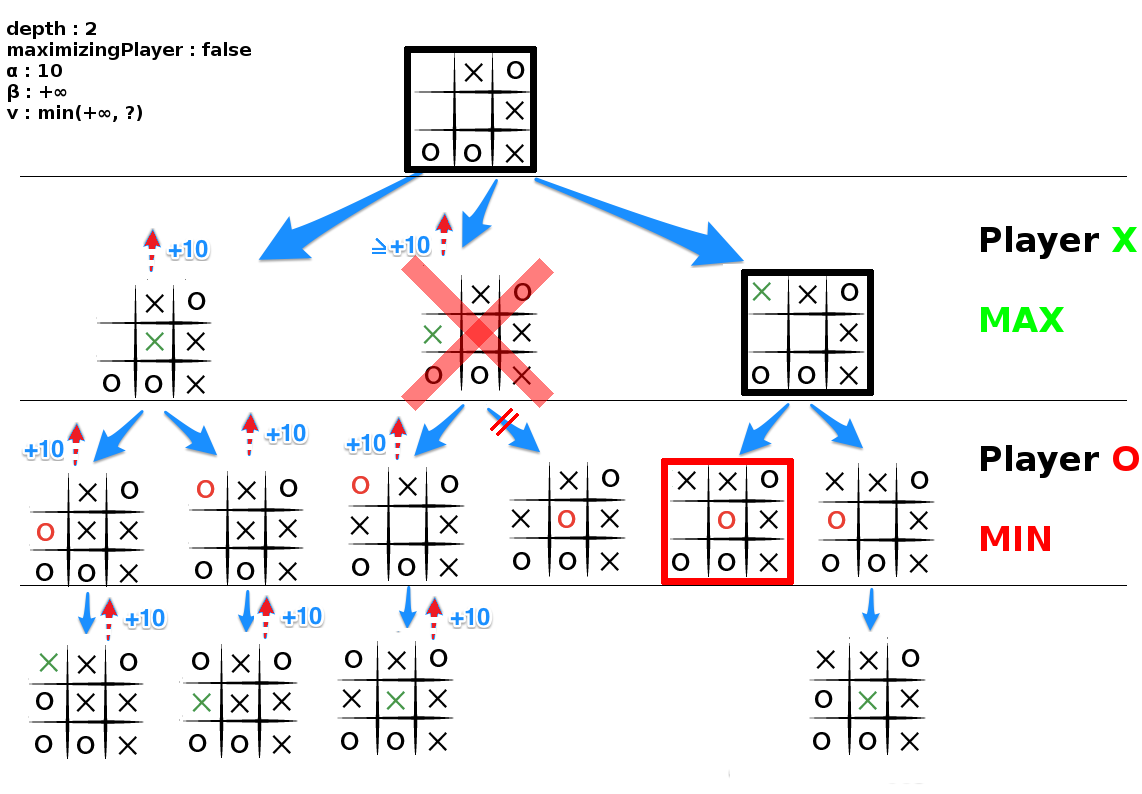 depth : 2
maximizingPlayer : false
α : 10
β : +∞
v : min(+∞, ?)
X O
X
O O X
+10
≥+10
Player X
MAX
X O
X X
O O X
X O
X X
O O X
X X O
X
O O X
+10
+10
+10
Player O
MIN
X O
O X X
O O X
O X O
X X
O O X
O X O
X X
O O X
X O
X O X
O O X
X X O
O X
O O X
X X O
O X
O O X
+10
+10
+10
X X O
O X X
O O X
O X O
X X X
O O X
O X O
X X X
O O X
X X O
O X X
O O X